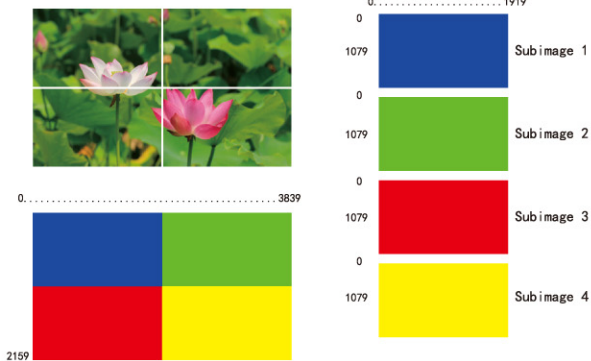 0.......................1919
0
1079
Subimage 1
0
1079
Subimage 2
0
1079
Subimage 3
0
1079
Subimage 4
0.............................................3839
2159